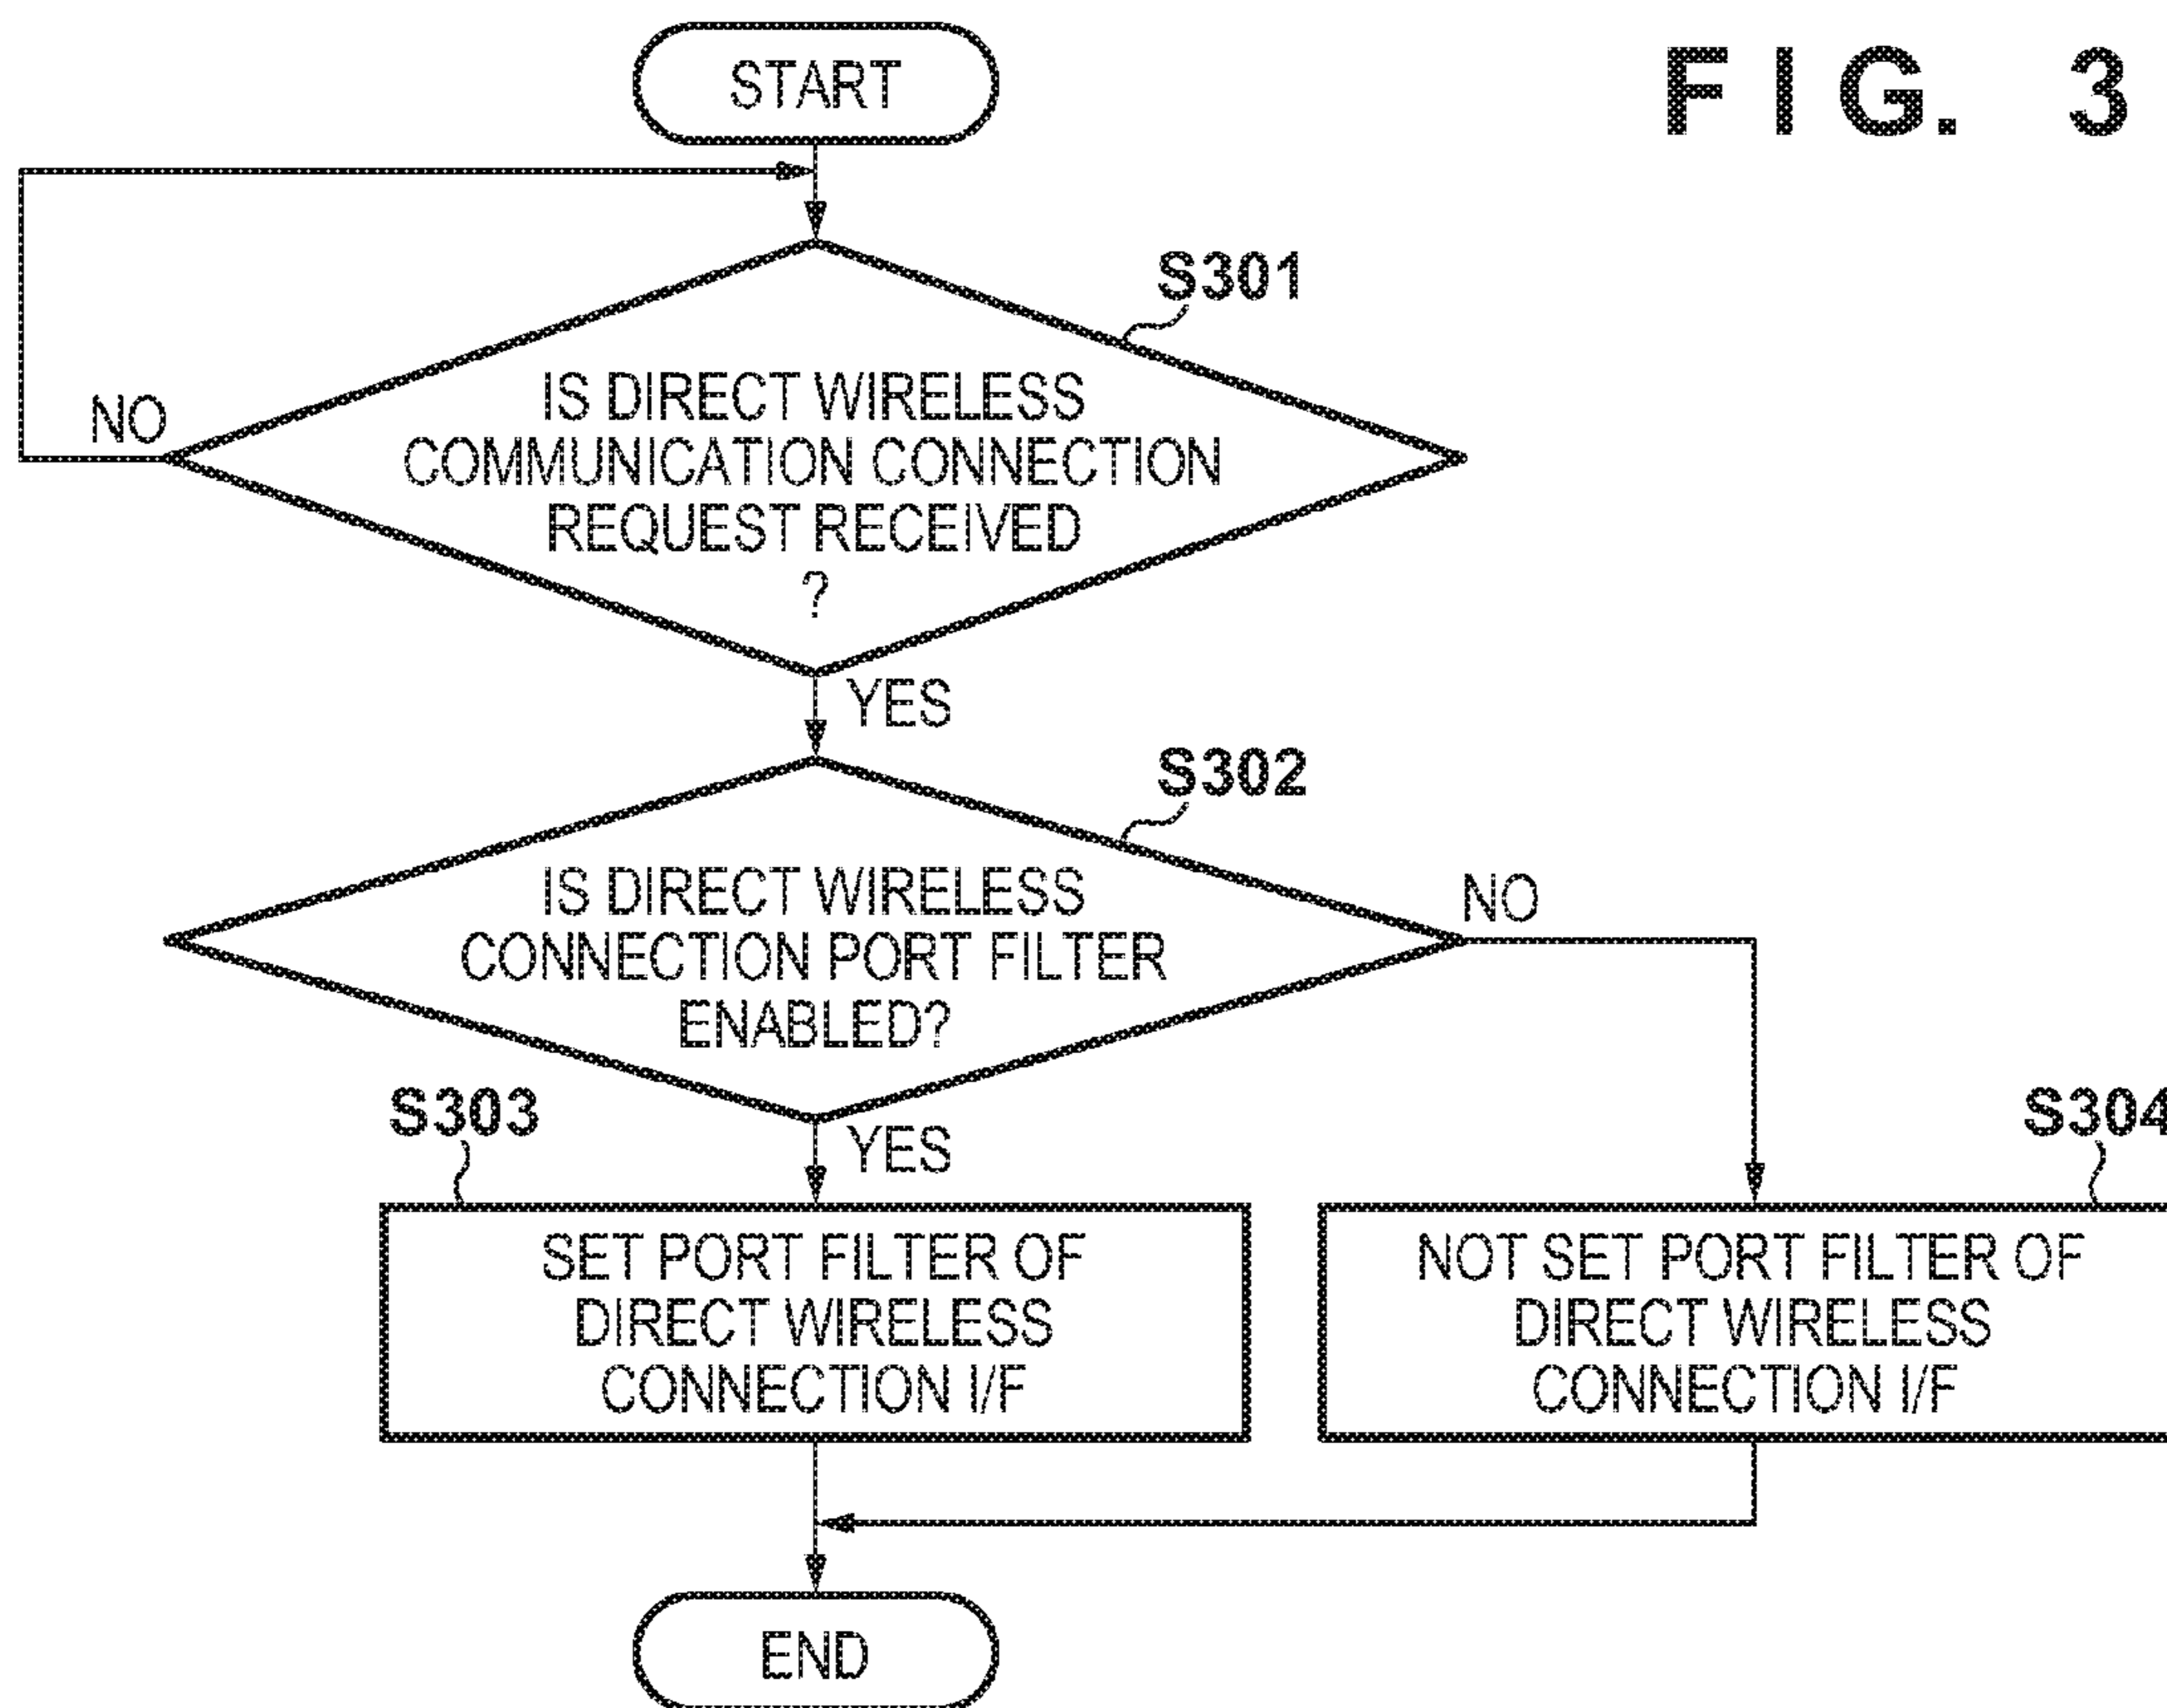 FIG. 3
START
S301
IS DIRECT WIRELESS
COMMUNICATION CONNECTION
REQUEST RECEIVED
?
NO
YES
S302
IS DIRECT WIRELESS
CONNECTION PORT FILTER
ENABLED?
NO
YES
S303
SET PORT FILTER OF
DIRECT WIRELESS
CONNECTION I/F
S304
NOT SET PORT FILTER OF
DIRECT WIRELESS
CONNECTION I/F
END